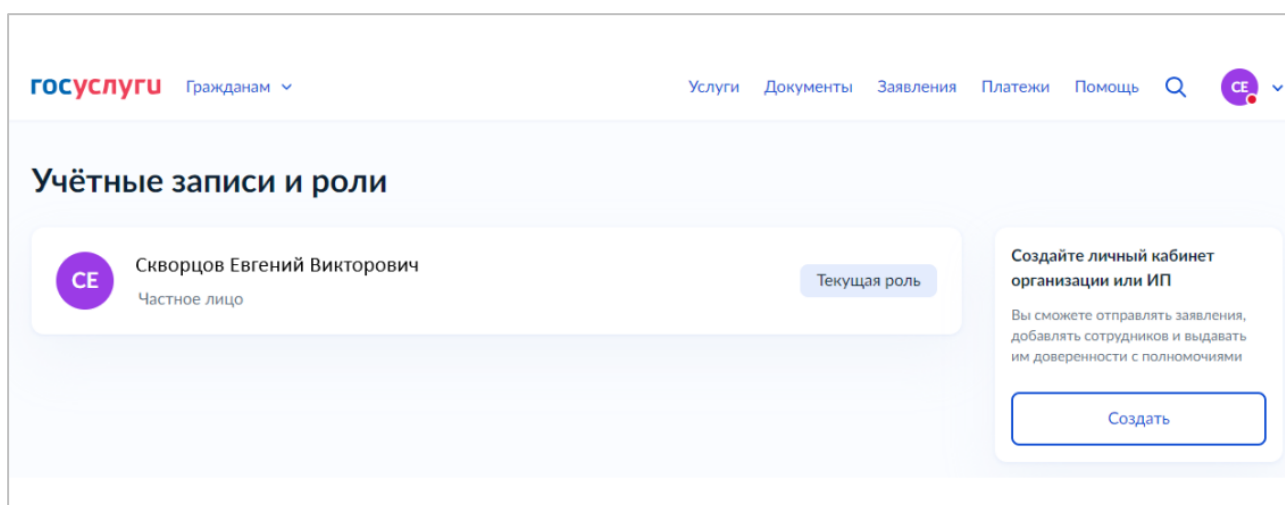 госуслуги Гражданам Услуги Документы Заявления Платежи Помощь СЕ
Учётные записи и роли
СЕ Скворцов Евгений Викторович Текущая роль
Частное лицо
Создайте личный кабинет
организации или ИП
Вы сможете отправлять заявления,
добавлять сотрудников и выдавать
им доверенности с полномочиями
Создать